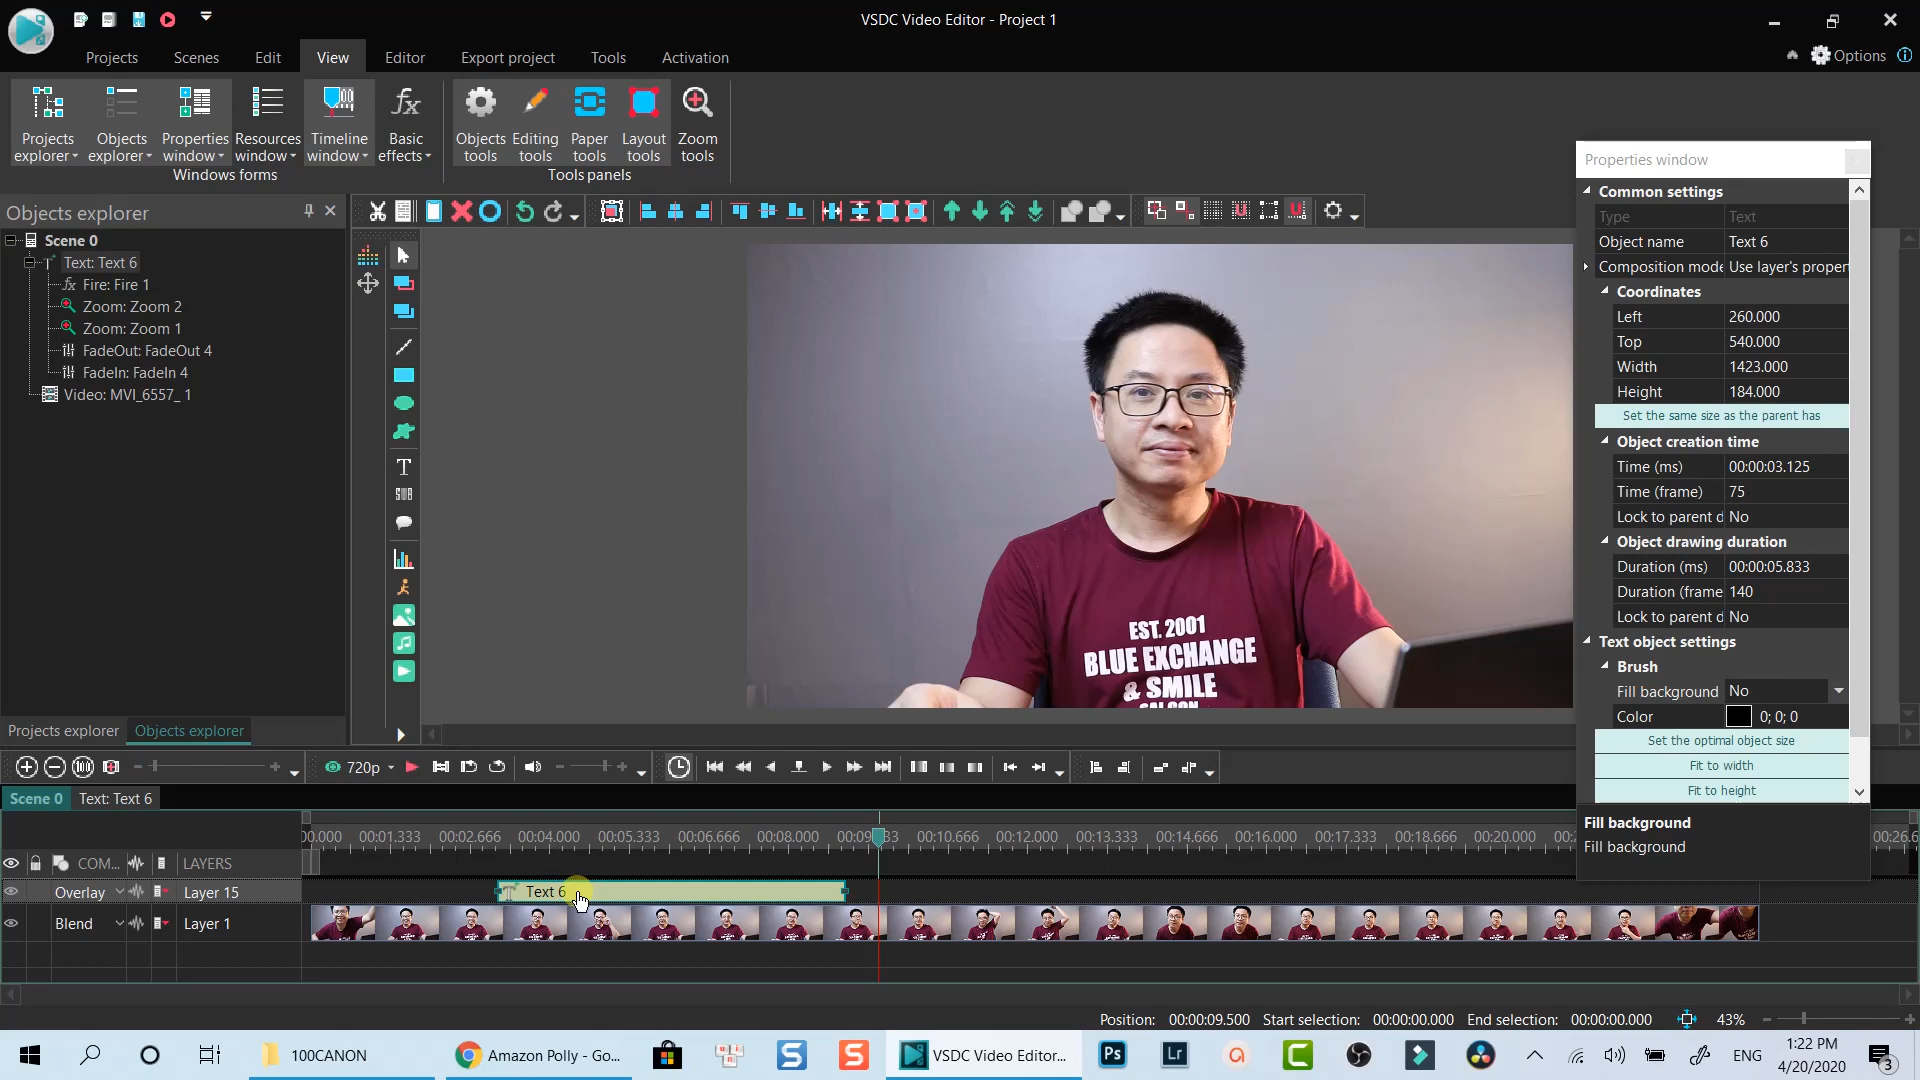 VSDC Video Editor - Project 1
Projects
Scenes
Edit
View
Editor
Export project
Tools
Activation
Options
Projects explorer
Objects explorer
Properties window
Resources window
Timeline window
Basic effects
Windows forms
Objects tools
Editing tools
Paper tools
Layout tools
Zoom tools
Tools panels
Objects explorer
Scene 0
Text: Text 6
Fire: Fire 1
Zoom: Zoom 2
Zoom: Zoom 1
FadeOut: FadeOut 4
FadeIn: FadeIn 4
Video: MVI_6557_ 1
Projects explorer
Objects explorer
EST. 2001
BLUE EXCHANGE
& SMILE
Properties window
Common settings
Type Text
Object name Text 6
Composition mode Use layer's proper
Coordinates
Left 260.000
Top 540.000
Width 1423.000
Height 184.000
Set the same size as the parent has
Object creation time
Time (ms) 00:00:03.125
Time (frame) 75
Lock to parent d No
Object drawing duration
Duration (ms) 00:00:05.833
Duration (frame 140
Lock to parent d No
Text object settings
Brush
Fill background No
Color 0; 0; 0
Set the optimal object size
Fit to width
Fit to height
Fill background
Fill background
720p
Scene 0
Text: Text 6
00:01.333 00:02.666 00:04.000 00:05.333 00:06.666 00:08.000 00:10.666 00:12.000 00:13.333 00:14.666 00:16.000 00:17.333 00:18.666 00:20.000
COM... LAYERS
Overlay Layer 15 Text 6
Blend Layer 1
Position: 00:00:09.500 Start selection: 00:00:00.000 End selection: 00:00:00.000 43%
100CANON
Amazon Polly - Go...
VSDC Video Editor...
Ps
Lr
ENG
1:22 PM
4/20/2020
3